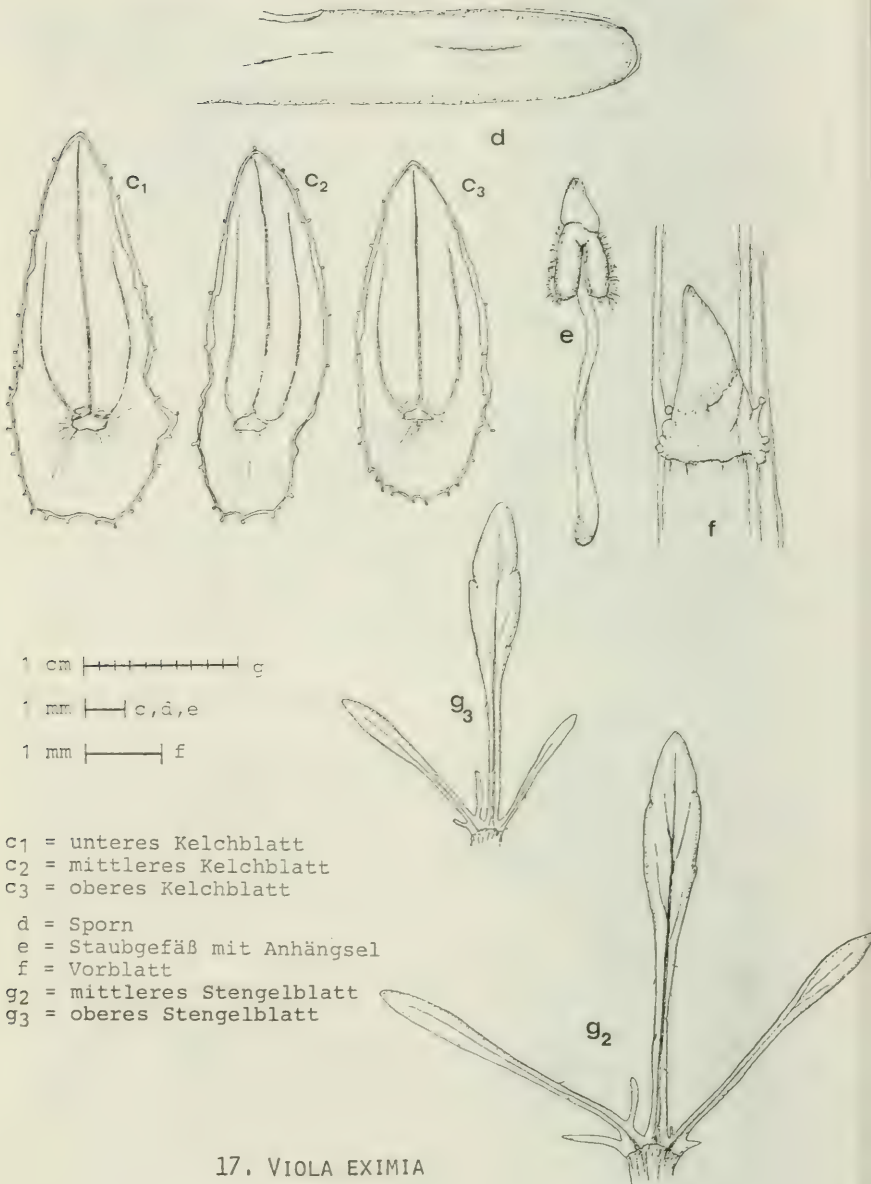 d
c₁
c₂
c₃
e
f
g₃
1 cm g
1 mm c,d,e
1 mm f
c₁ = unteres Kelchblatt
c₂ = mittleres Kelchblatt
c₃ = oberes Kelchblatt
d = Sporn
e = Staubgefäß mit Anhängsel
f = Vorblatt
g₂ = mittleres Stengelblatt
g₃ = oberes Stengelblatt
g₂
17. VIOLA EXIMIA